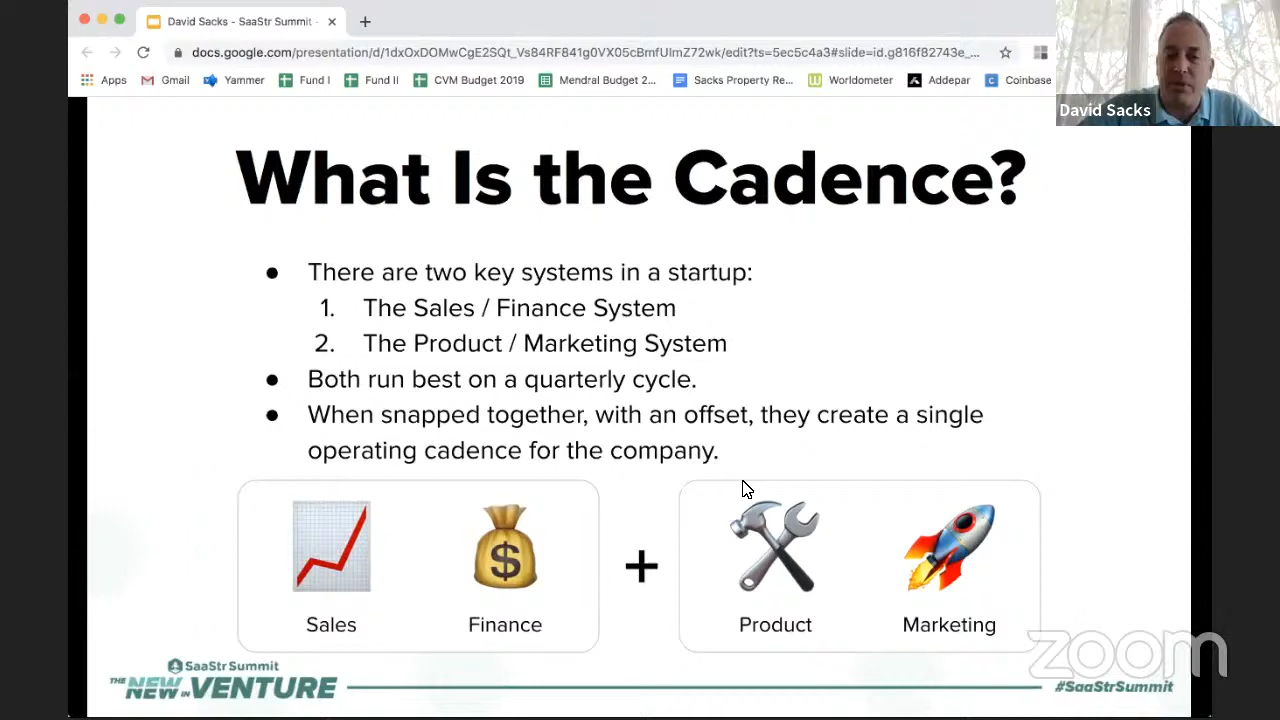 David Sacks - SaaStr Summit -
docs.google.com/presentation/d/1dxOxDOMwCgE2SQt_Vs84RF841g0VX05cBmfUlmZ72wk/edit?ts=5ec5c4a3#slide=id.g816f82743e_...
Apps Gmail Yammer Fund I Fund II CVM Budget 2019 Mendral Budget 2... Sacks Property Re... Worldometer Addepar Coinbase
David Sacks
What Is the Cadence?
● There are two key systems in a startup:
1. The Sales / Finance System
2. The Product / Marketing System
● Both run best on a quarterly cycle.
● When snapped together, with an offset, they create a single
operating cadence for the company.
+
Sales Finance Product Marketing
zoom
SaaStr Summit
THE NEW IN VENTURE
#SaaStrSummit